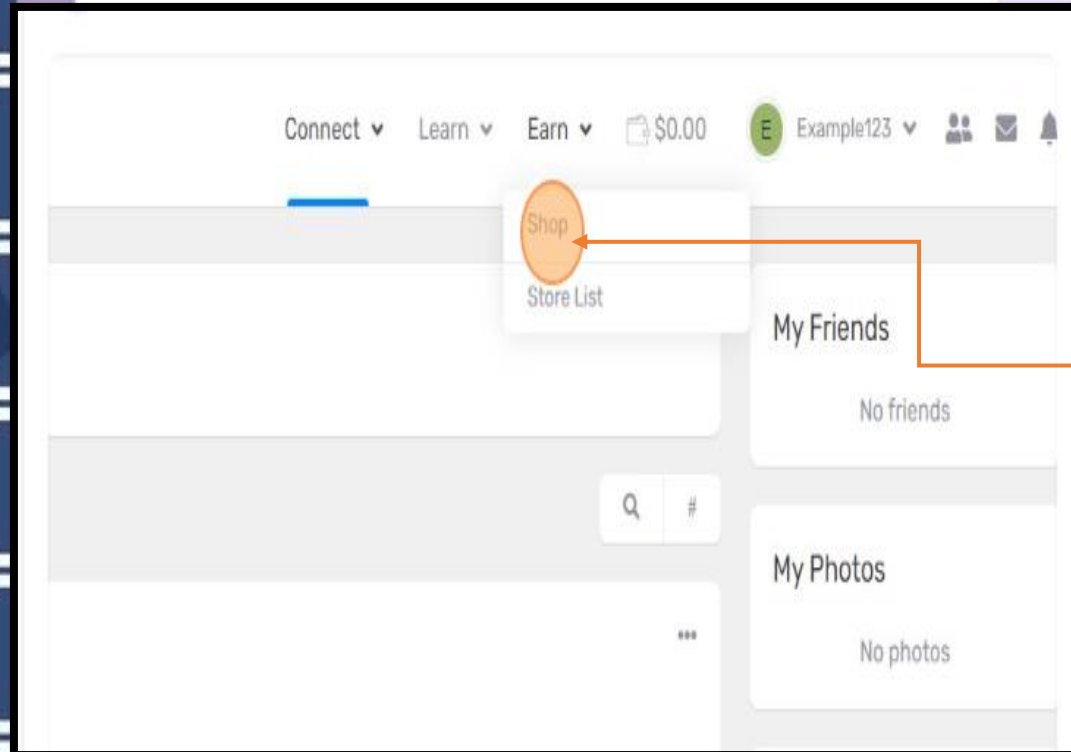 Connect Learn Earn $0.00 E Example123
Shop
Store List
My Friends
No friends
#
My Photos
No photos